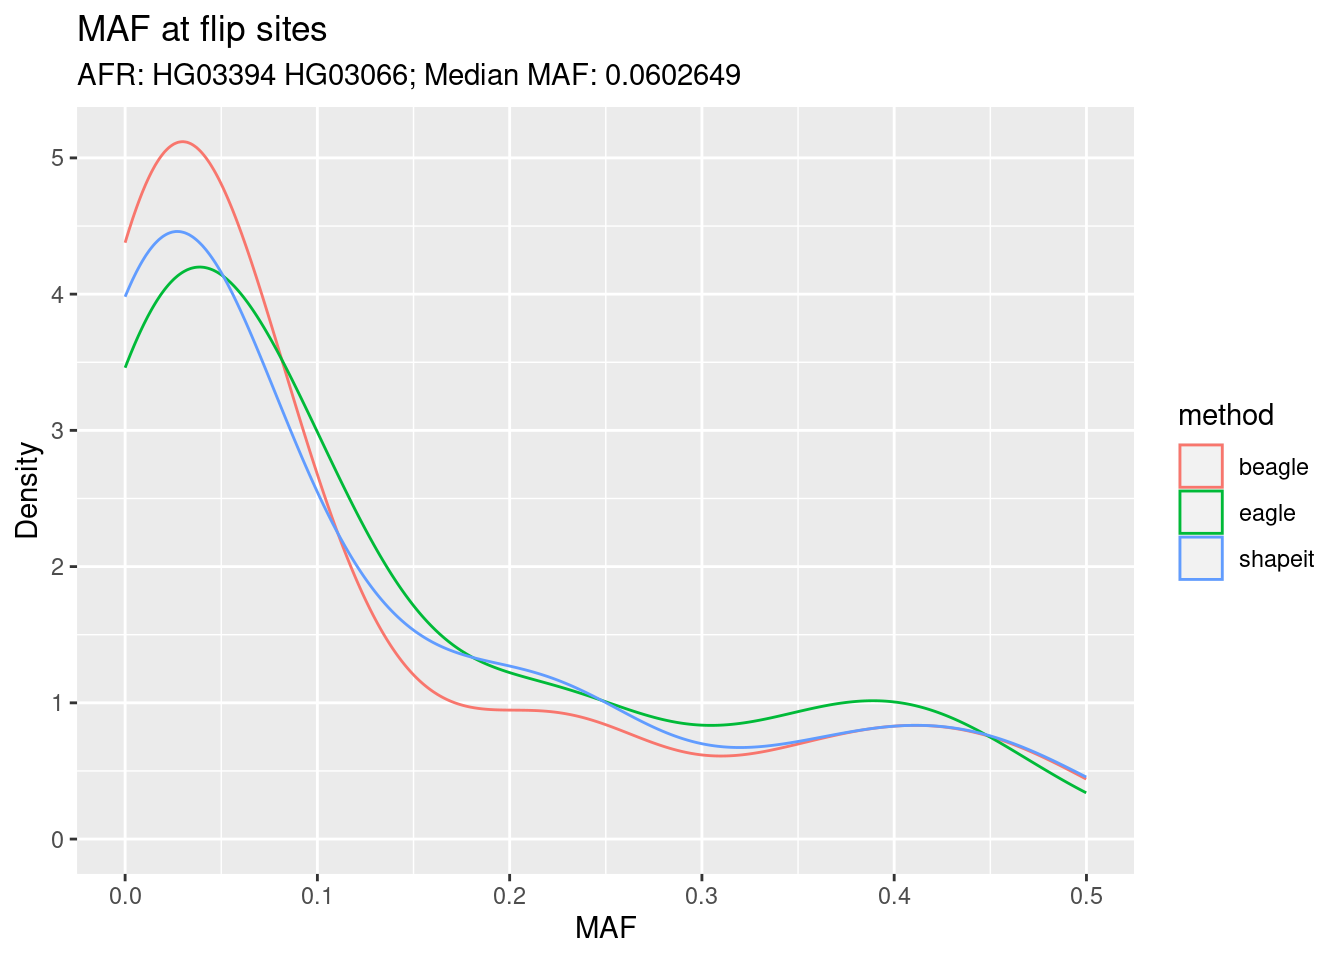 MAF at flip sites
AFR: HG03394 HG03066; Median MAF: 0.0602649
Density
5
4
3
2
1
0
0.0 0.1 0.2 0.3 0.4 0.5
MAF
method
beagle
eagle
shapeit